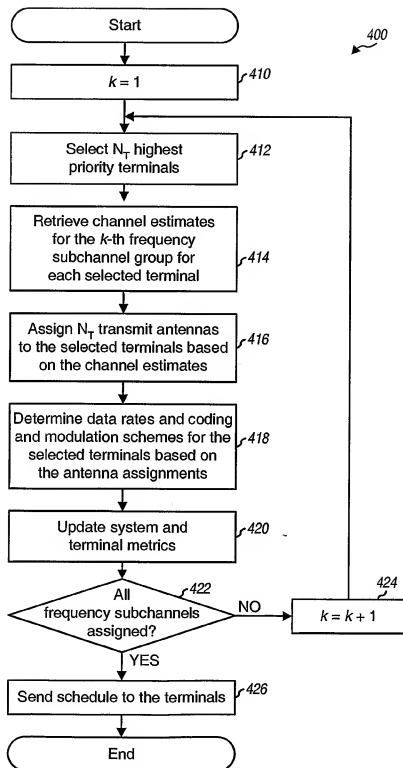 Start
400
k = 1
410
Select N_T highest
priority terminals
412
Retrieve channel estimates
for the k-th frequency
subchannel group for
each selected terminal
414
Assign N_T transmit antennas
to the selected terminals based
on the channel estimates
416
Determine data rates and coding
and modulation schemes for the
selected terminals based on
the antenna assignments
418
Update system and
terminal metrics
420
All
frequency subchannels
assigned?
422
NO
k = k + 1
424
YES
Send schedule to the terminals
426
End